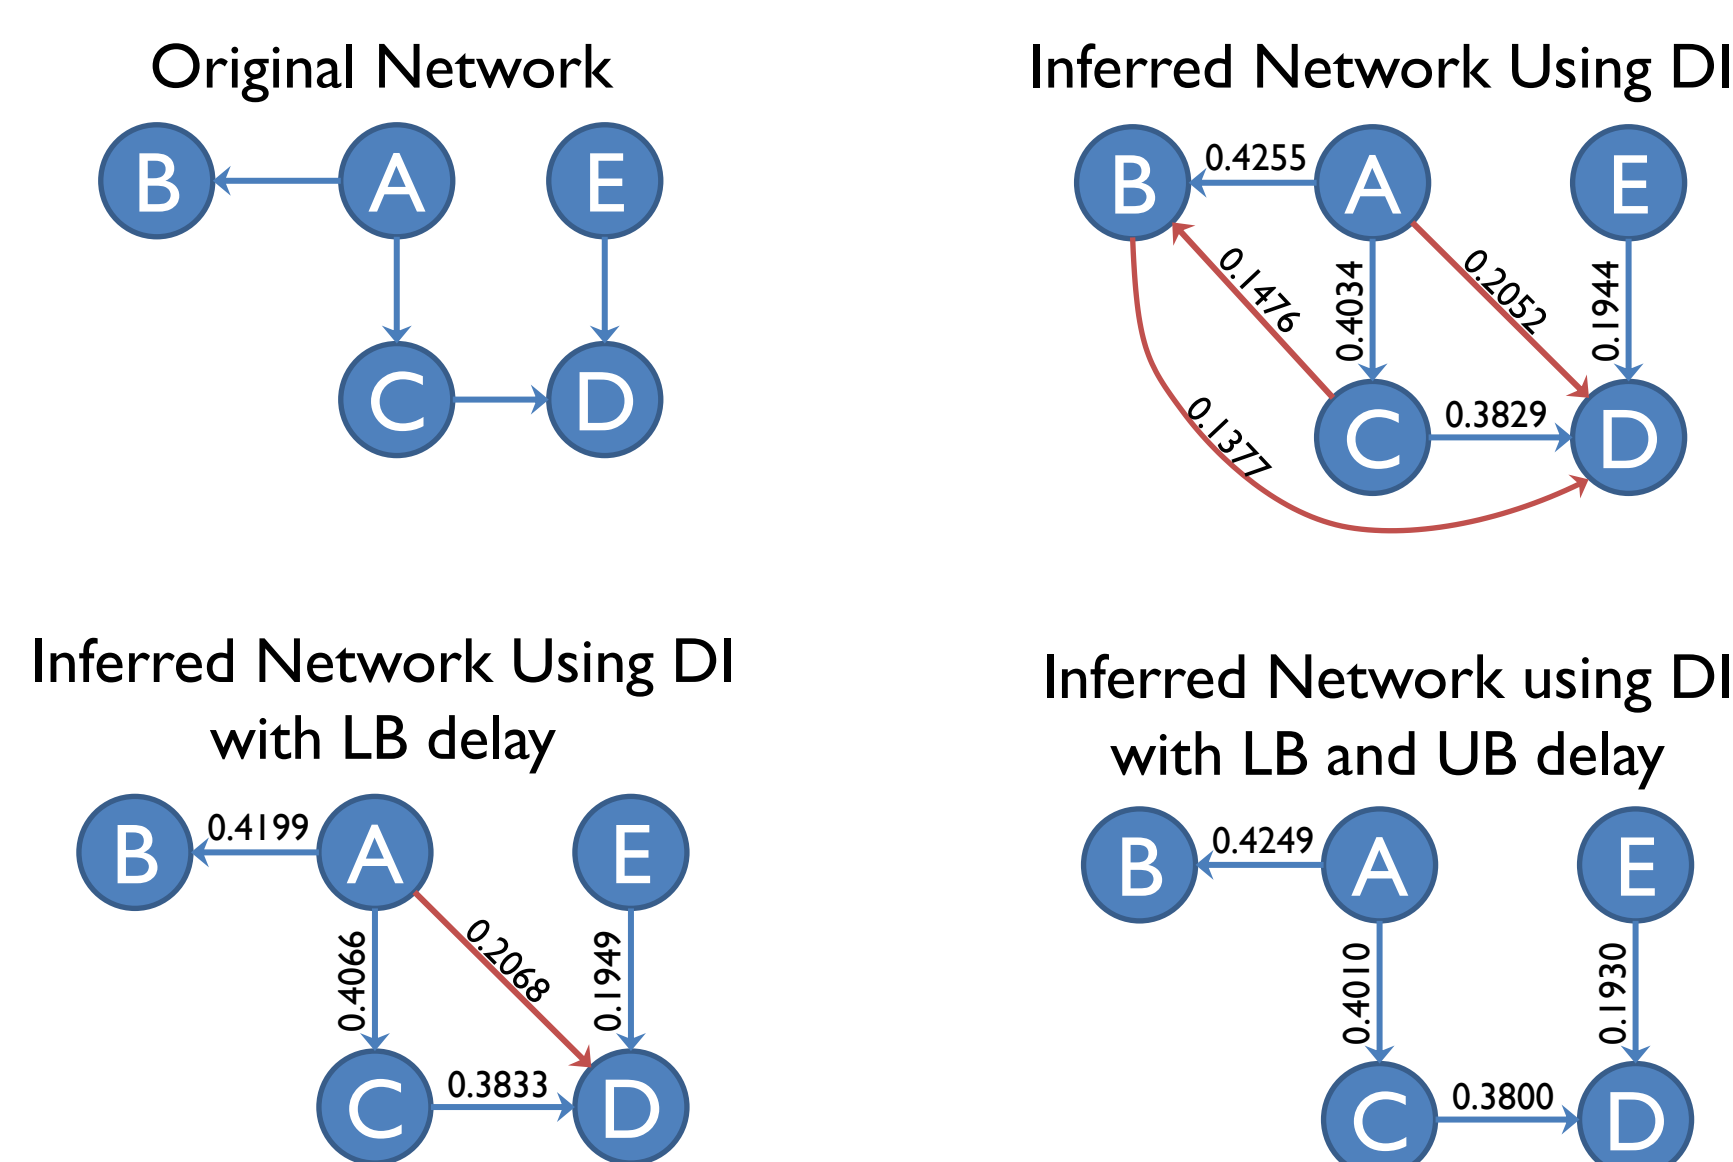 Original Network
B
A
E
C
D
Inferred Network Using DI
B
0.4255
A
E
0.1476
0.4034
0.2052
0.1944
0.1377
C
0.3829
D
Inferred Network Using DI
with LB delay
B
0.4199
A
E
0.4066
0.2068
0.1949
C
0.3833
D
Inferred Network using DI
with LB and UB delay
B
0.4249
A
E
0.4010
0.1930
C
0.3800
D